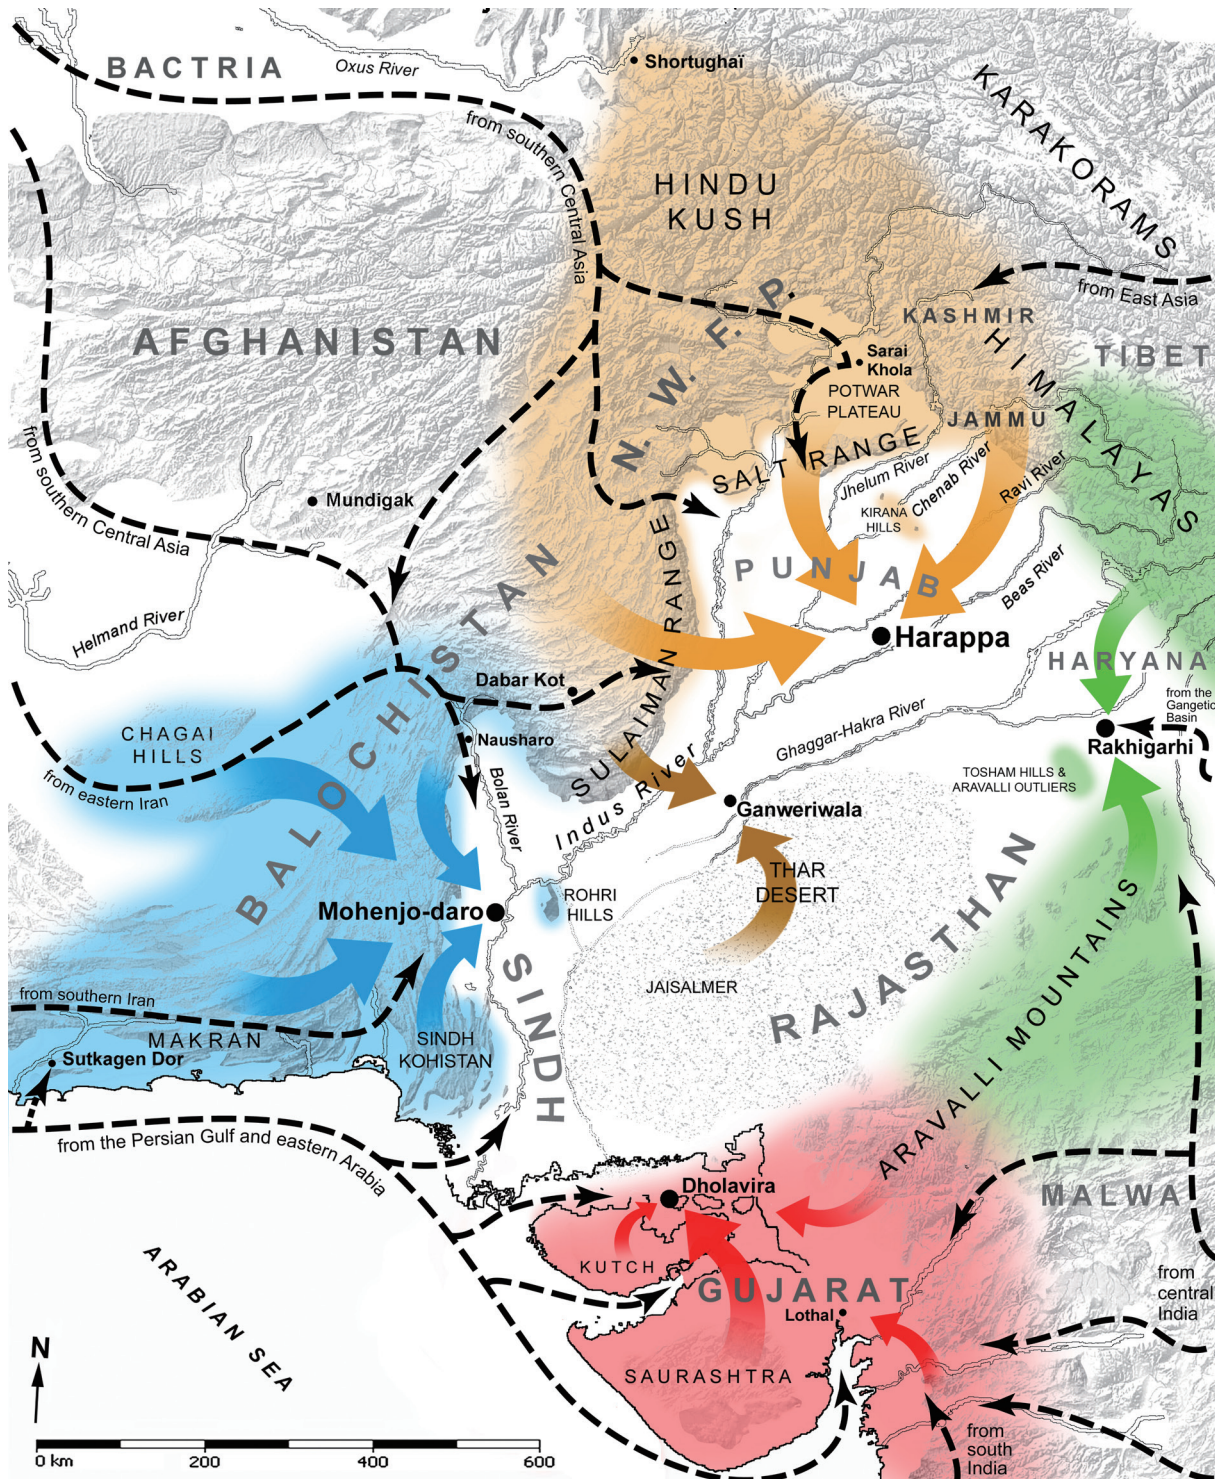 BACTRIA
Oxus River
Shortughaï
KARAKORAMS
from southern Central Asia
HINDU
KUSH
from East Asia
KASHMIR
HIMALAYAS
TIBET
AFGHANISTAN
N. W. F. P.
Sarai
Khola
POTWAR
PLATEAU
JAMMU
SALT RANGE
Jhelum River
Chenab River
Ravi River
KIRANA
HILLS
from southern Central Asia
Mundigak
PUNJAB
Beas River
Helmand River
Harappa
SULAIMAN RANGE
HARYANA
Dabar Kot
from the
Gangetic
Basin
CHAGAI
HILLS
Nausharo
Ghaggar-Hakra River
Rakhigarhi
from eastern Iran
BALOCHISTAN
Bolan River
Indus River
TOSHAM HILLS &
ARAVALLI OUTLIERS
Ganweriwala
THAR
DESERT
ROHRI
HILLS
Mohenjo-daro
SINDH
RAJASTHAN
JAISALMER
ARAVALLI MOUNTAINS
from southern Iran
MAKRAN
SINDH
KOHISTAN
Sutkagen Dor
from the Persian Gulf and eastern Arabia
Dholavira
MALWA
ARABIAN SEA
KUTCH
GUJARAT
Lothal
from
central
India
SAURASHTRA
N
from
south
India
0 km
200
400
600